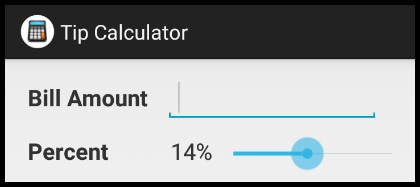 Tip Calculator
Bill Amount
Percent 14%